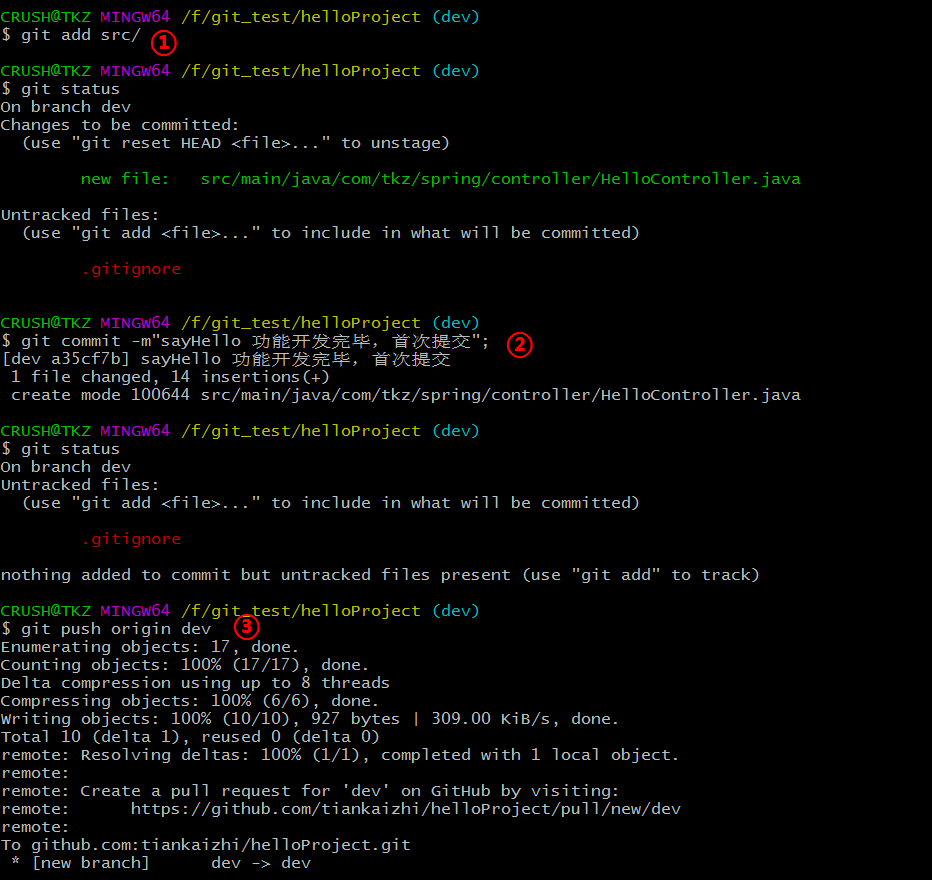 CRUSH@TKZ MINGW64 /f/git_test/helloProject (dev)
$ git add src/ ①
CRUSH@TKZ MINGW64 /f/git_test/helloProject (dev)
$ git status
On branch dev
Changes to be committed:
  (use "git reset HEAD <file>..." to unstage)
        new file:   src/main/java/com/tkz/spring/controller/HelloController.java
Untracked files:
  (use "git add <file>..." to include in what will be committed)
        .gitignore
CRUSH@TKZ MINGW64 /f/git_test/helloProject (dev)
$ git commit -m"sayHello 功能开发完毕，首次提交"; ②
[dev a35cf7b] sayHello 功能开发完毕，首次提交
 1 file changed, 14 insertions(+)
 create mode 100644 src/main/java/com/tkz/spring/controller/HelloController.java
CRUSH@TKZ MINGW64 /f/git_test/helloProject (dev)
$ git status
On branch dev
Untracked files:
  (use "git add <file>..." to include in what will be committed)
        .gitignore
nothing added to commit but untracked files present (use "git add" to track)
CRUSH@TKZ MINGW64 /f/git_test/helloProject (dev)
$ git push origin dev ③
Enumerating objects: 17, done.
Counting objects: 100% (17/17), done.
Delta compression using up to 8 threads
Compressing objects: 100% (6/6), done.
Writing objects: 100% (10/10), 927 bytes | 309.00 KiB/s, done.
Total 10 (delta 1), reused 0 (delta 0)
remote: Resolving deltas: 100% (1/1), completed with 1 local object.
remote:
remote: Create a pull request for 'dev' on GitHub by visiting:
remote:      https://github.com/tiankaizhi/helloProject/pull/new/dev
remote:
To github.com:tiankaizhi/helloProject.git
 * [new branch]      dev -> dev